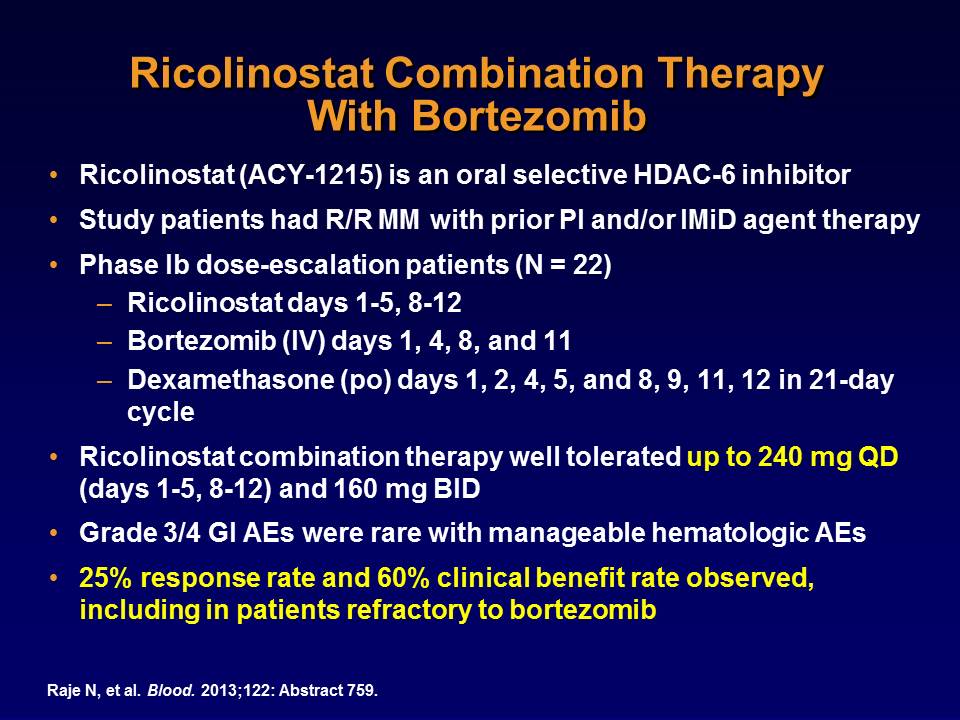 Ricolinostat Combination Therapy
With Bortezomib
• Ricolinostat (ACY-1215) is an oral selective HDAC-6 inhibitor
• Study patients had R/R MM with prior PI and/or IMiD agent therapy
• Phase Ib dose-escalation patients (N = 22)
– Ricolinostat days 1-5, 8-12
– Bortezomib (IV) days 1, 4, 8, and 11
– Dexamethasone (po) days 1, 2, 4, 5, and 8, 9, 11, 12 in 21-day
cycle
• Ricolinostat combination therapy well tolerated up to 240 mg QD
(days 1-5, 8-12) and 160 mg BID
• Grade 3/4 GI AEs were rare with manageable hematologic AEs
• 25% response rate and 60% clinical benefit rate observed,
including in patients refractory to bortezomib
Raje N, et al. Blood. 2013;122: Abstract 759.